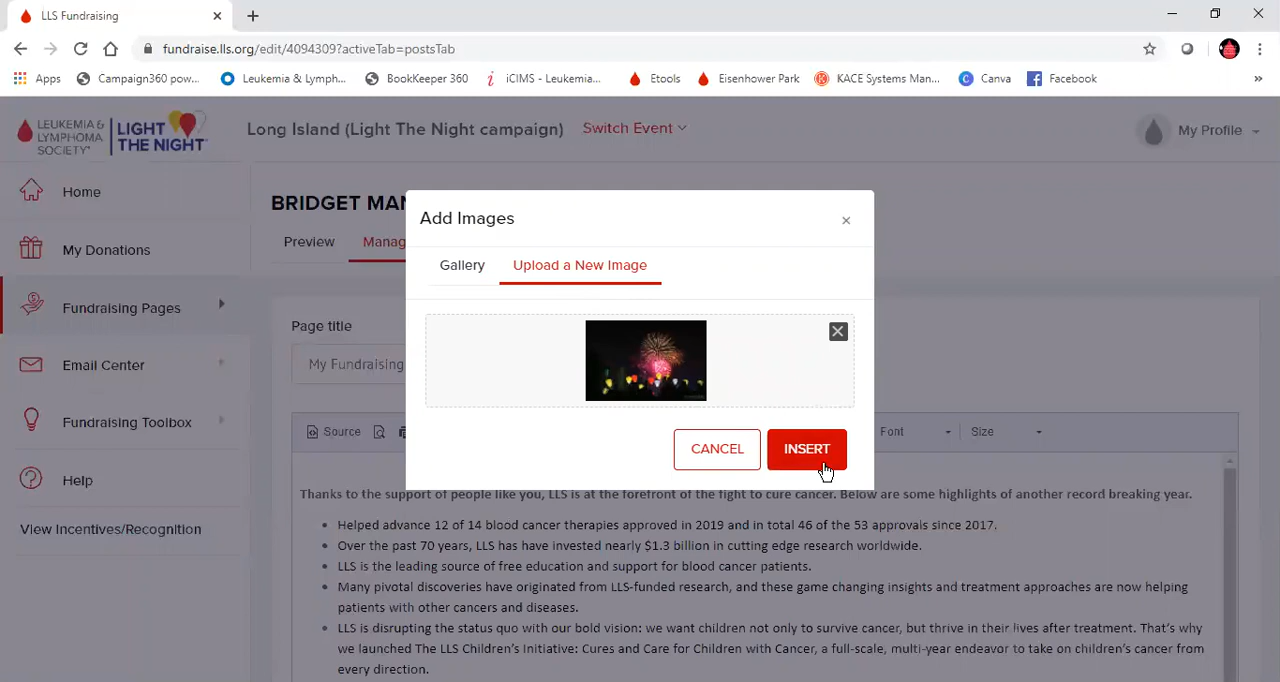 LLS Fundraising
fundraise.lls.org/edit/4094309?activeTab=postsTab
Apps Campaign360 pow... Leukemia & Lymph... BookKeeper 360 iCIMS - Leukemia... Etools Eisenhower Park KACE Systems Man... Canva Facebook
LEUKEMIA &
LYMPHOMA
SOCIETY
LIGHT
THE NIGHT
Long Island (Light The Night campaign) Switch Event My Profile
Home
My Donations
Fundraising Pages
Email Center
Fundraising Toolbox
Help
View Incentives/Recognition
BRIDGET MAN
Preview Manag
Add Images
Gallery Upload a New Image
CANCEL INSERT
Page title
My Fundraising
Source Font Size
Thanks to the support of people like you, LLS is at the forefront of the fight to cure cancer. Below are some highlights of another record breaking year.
• Helped advance 12 of 14 blood cancer therapies approved in 2019 and in total 46 of the 53 approvals since 2017.
• Over the past 70 years, LLS has have invested nearly $1.3 billion in cutting edge research worldwide.
• LLS is the leading source of free education and support for blood cancer patients.
• Many pivotal discoveries have originated from LLS-funded research, and these game changing insights and treatment approaches are now helping
patients with other cancers and diseases.
• LLS is disrupting the status quo with our bold vision: we want children not only to survive cancer, but thrive in their lives after treatment. That's why
we launched The LLS Children's Initiative: Cures and Care for Children with Cancer, a full-scale, multi-year endeavor to take on children's cancer from
every direction.